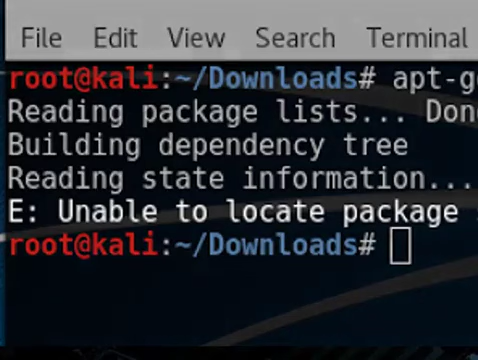 File Edit View Search Terminal
root@kali:~/Downloads# apt-g
Reading package lists... Don
Building dependency tree
Reading state information...
E: Unable to locate package
root@kali:~/Downloads#